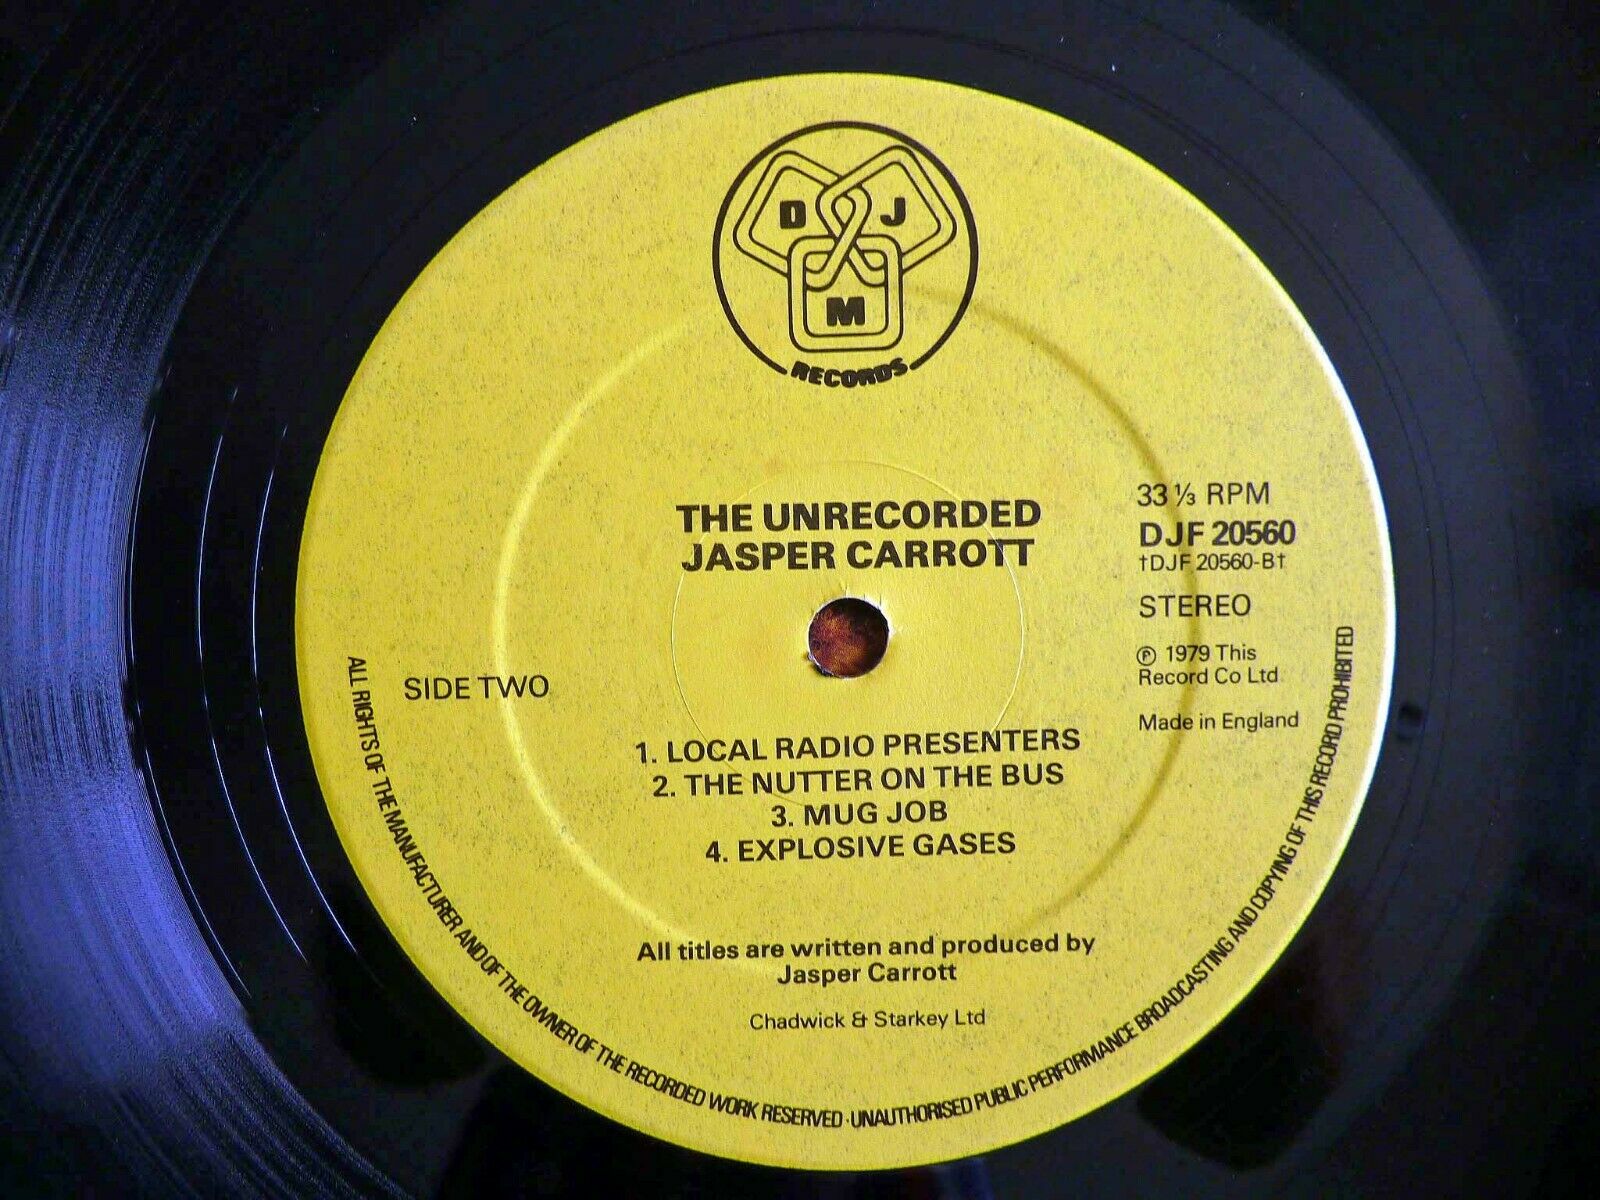 D J
M
RECORDS
THE UNRECORDED
JASPER CARROTT
33 ⅓ RPM
DJF 20560
†DJF 20560-B†
STEREO
℗ 1979 This
Record Co Ltd
Made in England
SIDE TWO
1. LOCAL RADIO PRESENTERS
2. THE NUTTER ON THE BUS
3. MUG JOB
4. EXPLOSIVE GASES
All titles are written and produced by
Jasper Carrott
Chadwick & Starkey Ltd
ALL RIGHTS OF THE MANUFACTURER AND OF THE OWNER OF THE RECORDED WORK RESERVED · UNAUTHORISED PUBLIC PERFORMANCE BROADCASTING AND COPYING OF THIS RECORD PROHIBITED